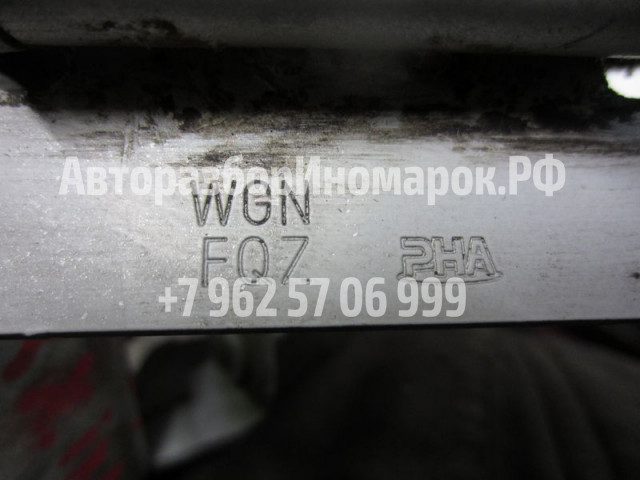 АвторазборИномарок.РФ
WGN
FQ7 PHA
+7 962 57 06 999